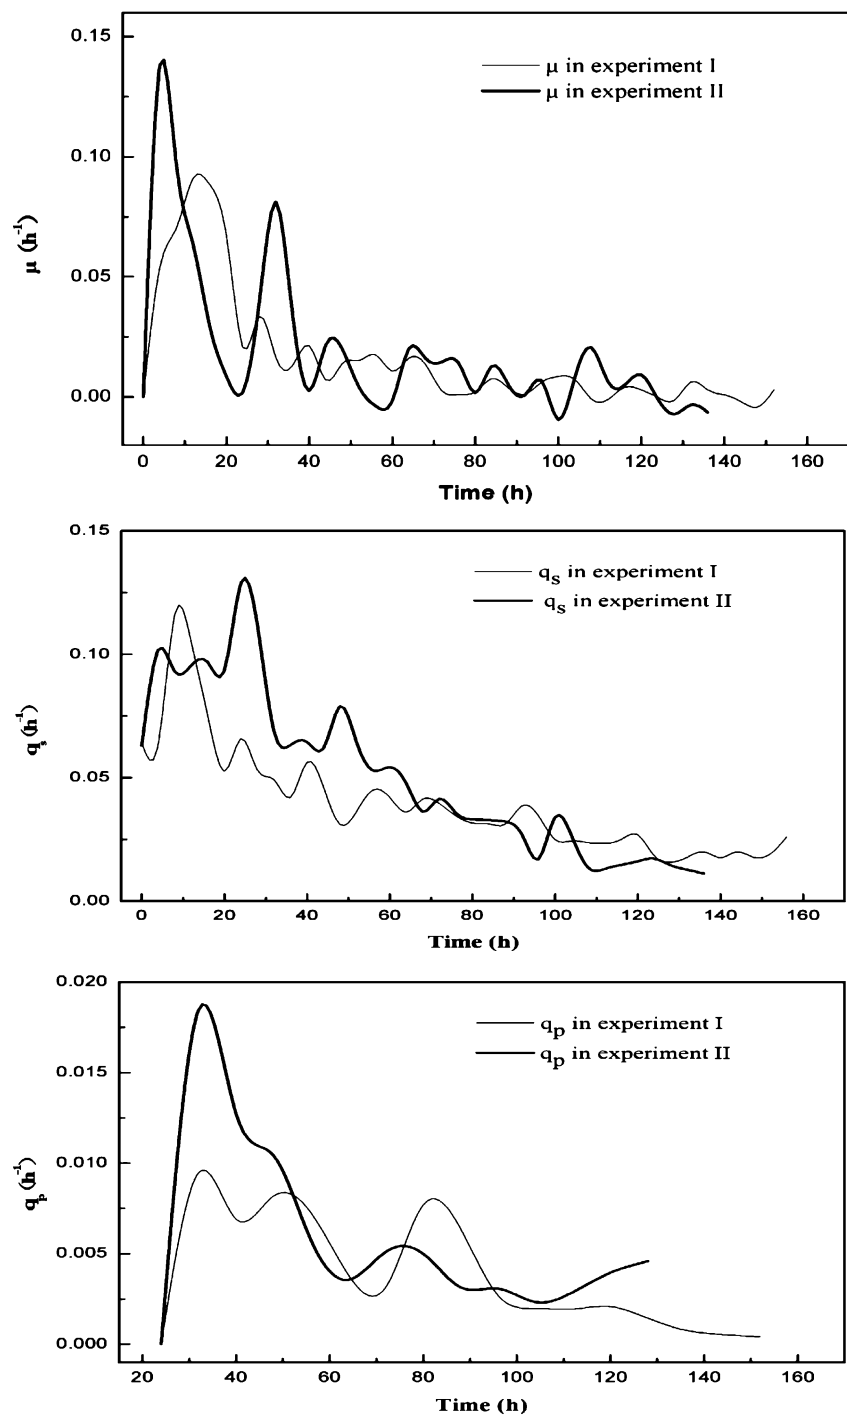 0.15
μ in experiment I
μ in experiment II
0.10
μ (h⁻¹)
0.05
0.00
0 20 40 60 80 100 120 140 160
Time (h)
0.15
qₛ in experiment I
qₛ in experiment II
0.10
qₛ (h⁻¹)
0.05
0.00
0 20 40 60 80 100 120 140 160
Time (h)
0.020
qₚ in experiment I
qₚ in experiment II
0.015
0.010
qₚ (h⁻¹)
0.005
0.000
20 40 60 80 100 120 140 160
Time (h)